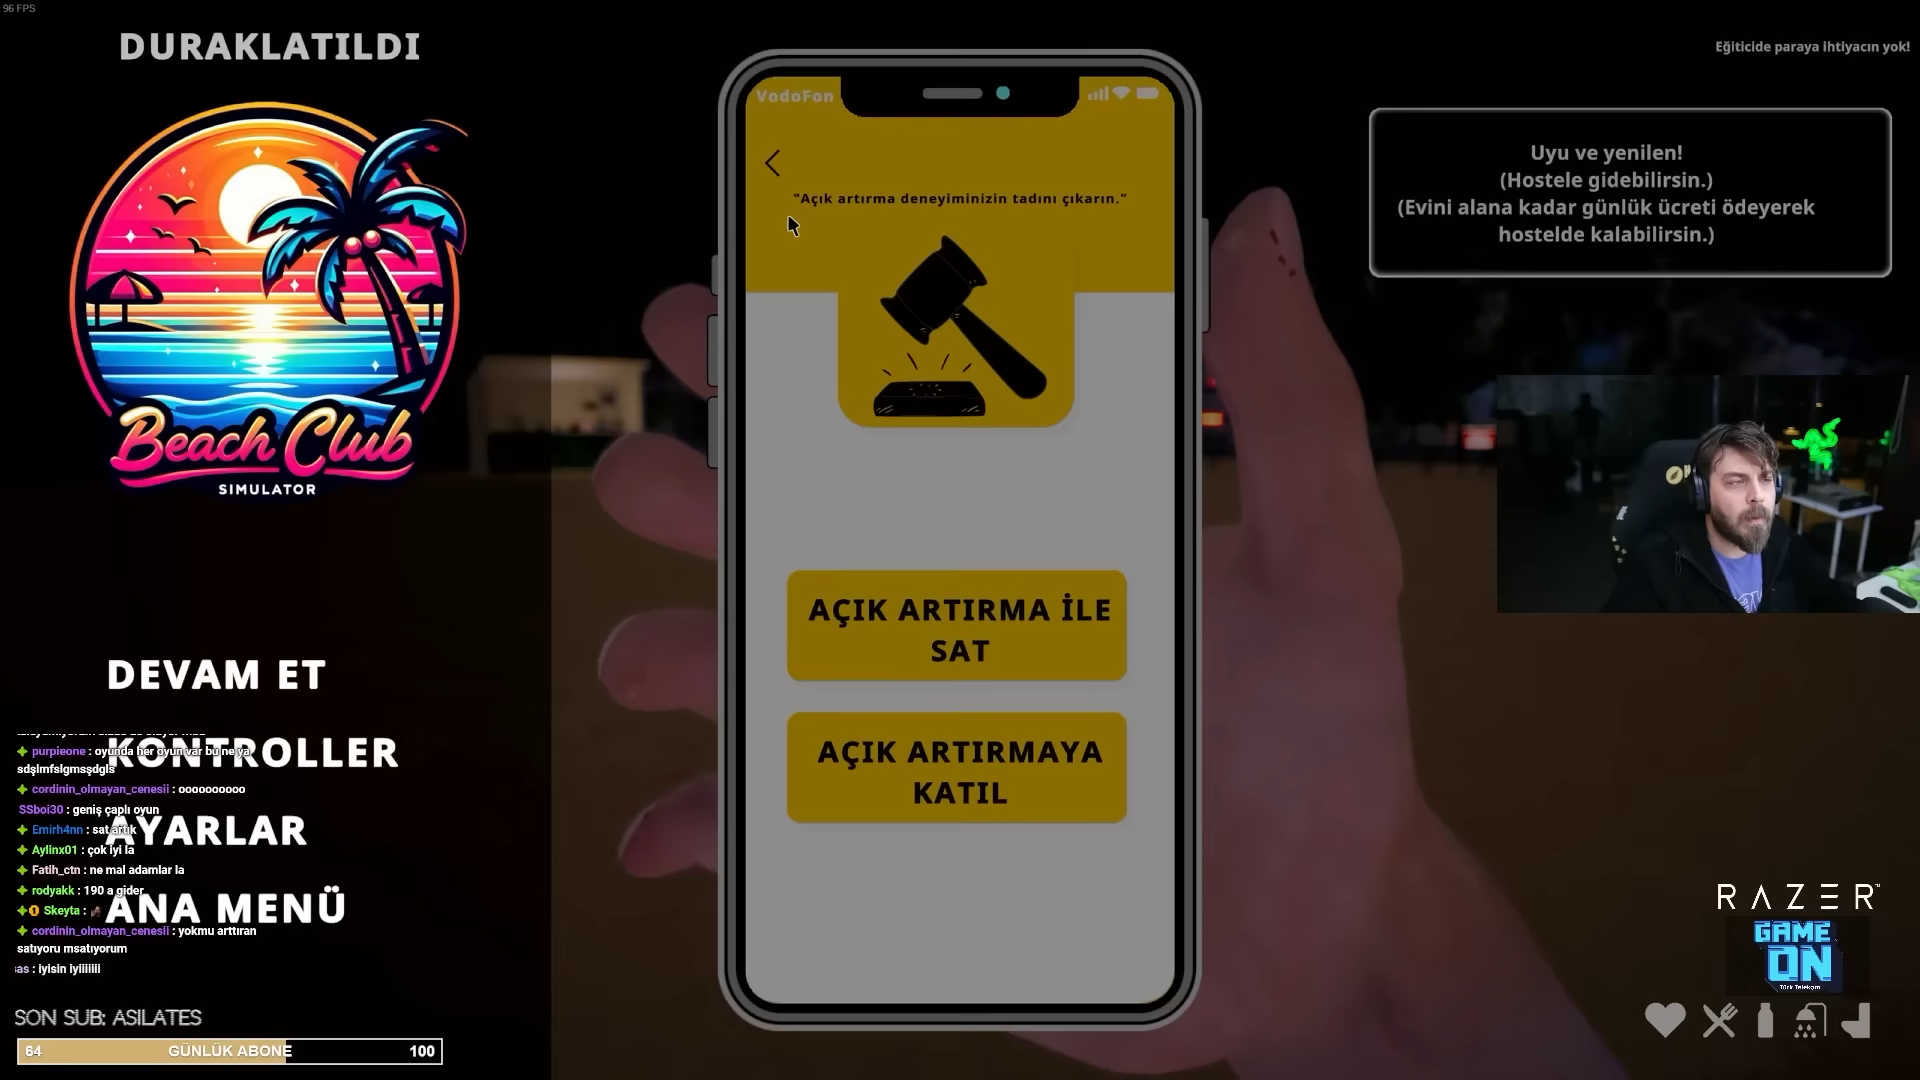 96 FPS
DURAKLATILDI
Beach Club
SIMULATOR
DEVAM ET
KONTROLLER
AYARLAR
ANA MENÜ
purpieone : oyunda her oyun var bu ne ya
sdşlmfslgmsşdgls
cordinin_olmayan_cenesii : oooooooooo
SSboi30 : geniş çaplı oyun
Emirh4nn : sat artık
Aylinx01 : çok iyi la
Fatih_ctn : ne mal adamlar la
rodyakk : 190 a gider
Skeyta :
cordinin_olmayan_cenesii : yokmu arttıran
satıyoru msatıyorum
as : iyisin iyiiiiiii
SON SUB: ASILATES
64 GÜNLÜK ABONE 100
VodoFon
"Açık artırma deneyiminizin tadını çıkarın."
AÇIK ARTIRMA İLE
SAT
AÇIK ARTIRMAYA
KATIL
Eğiticide paraya ihtiyacın yok!
Uyu ve yenilen!
(Hostele gidebilirsin.)
(Evini alana kadar günlük ücreti ödeyerek
hostelde kalabilirsin.)
RAZER
GAME
ON
Türk Telekom